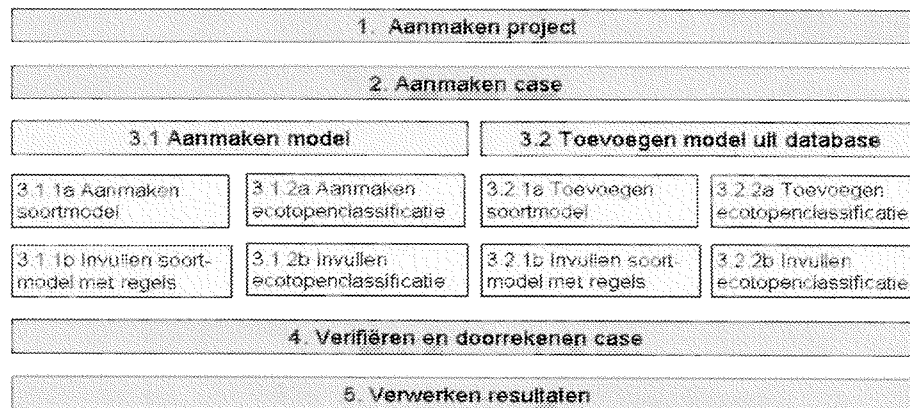 1. Aanmaken project
2. Aanmaken case
3.1 Aanmaken model
3.2 Toevoegen model uit database
3.1.1a Aanmaken
soortmodel
3.1.2a Aanmaken
ecotopenclassificatie
3.2.1a Toevoegen
soortmodel
3.2.2a Toevoegen
ecotopenclassificatie
3.1.1b Invullen soort-
model met regels
3.1.2b Invullen
ecotopenclassificatie
3.2.1b Invullen soort-
model met regels
3.2.2b Invullen
ecotopenclassificatie
4. Verifiëren en doorrekenen case
5. Verwerken resultaten